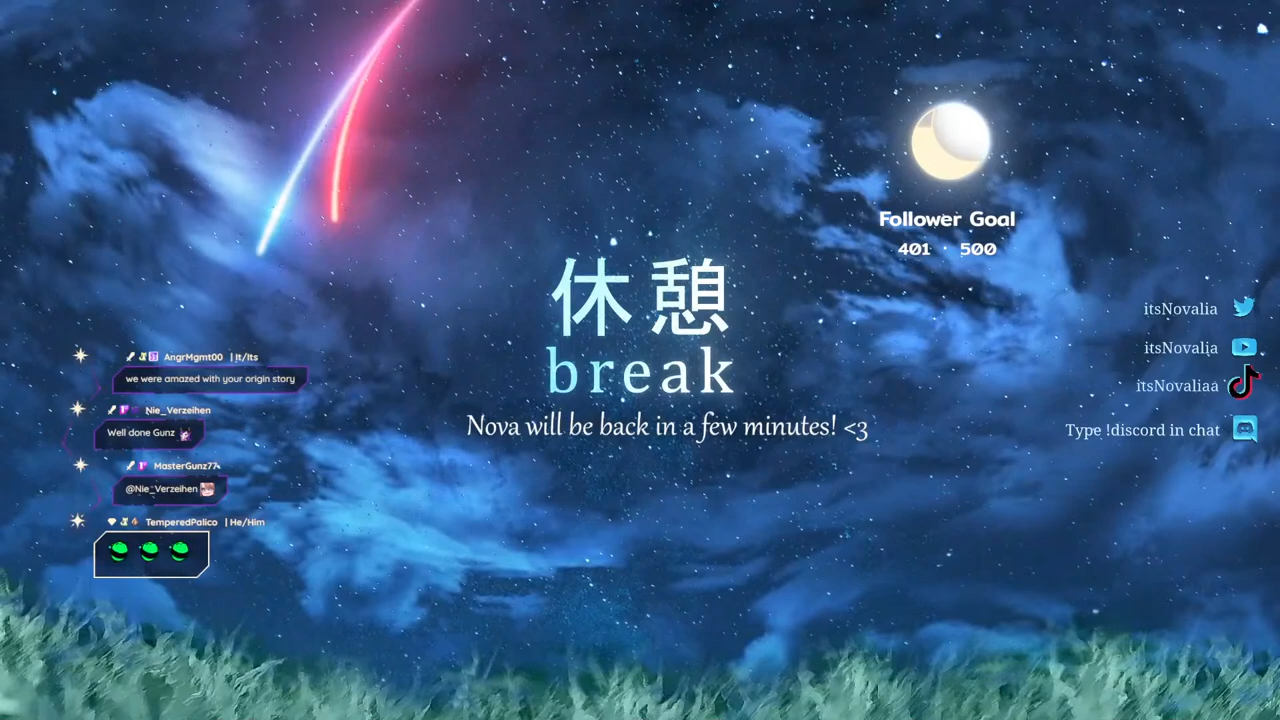 Follower Goal
401 · 500
休憩
break
Nova will be back in a few minutes! <3
itsNovalia
itsNovalia
itsNovaliaa
Type !discord in chat
AngrMgmt00 | It/Its
we were amazed with your origin story
Nie_Verzeihen
Well done Gunz
MasterGunz77
@Nie_Verzeihen
TemperedPalico | He/Him